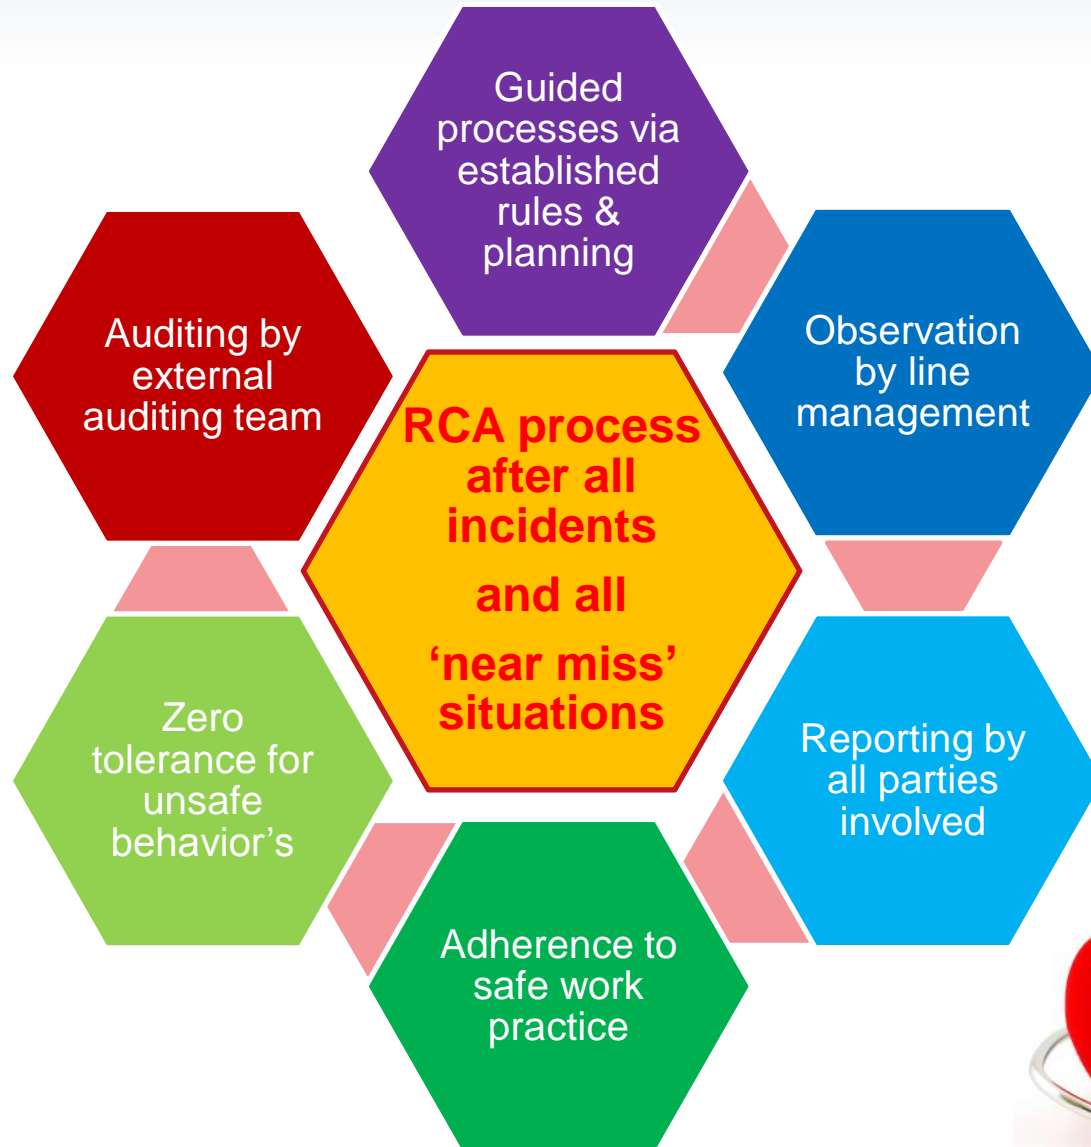 Guided
processes via
established
rules &
planning
Observation
by line
management
Reporting by
all parties
involved
Adherence to
safe work
practice
Zero
tolerance for
unsafe
behavior’s
Auditing by
external
auditing team
RCA process
after all
incidents
and all
‘near miss’
situations